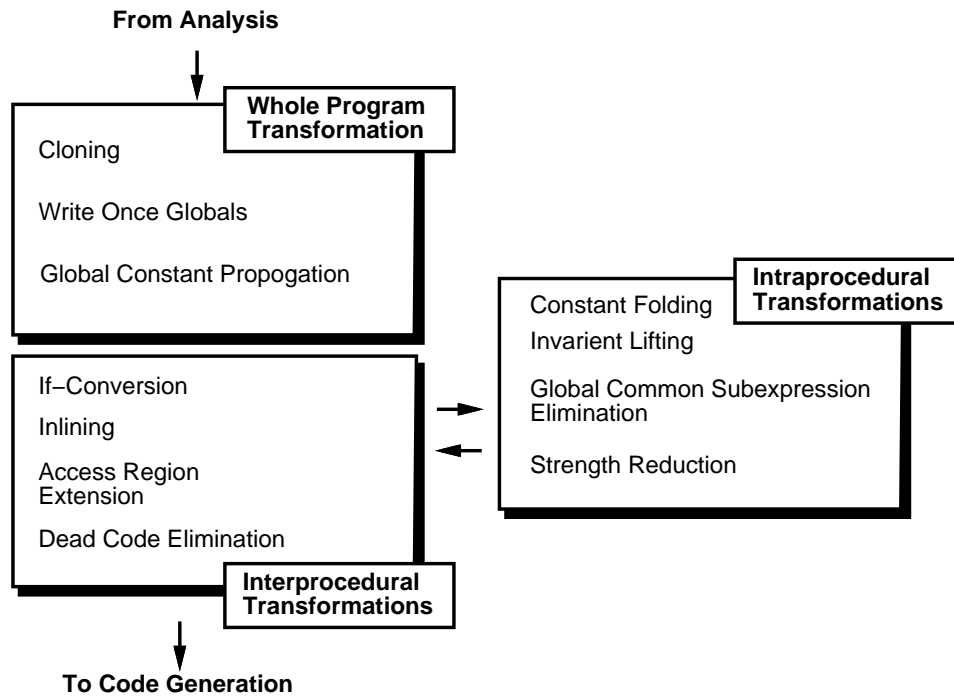 From Analysis
Whole Program
Transformation
Cloning
Write Once Globals
Global Constant Propogation
Intraprocedural
Transformations
Constant Folding
Invarient Lifting
Global Common Subexpression
Elimination
Strength Reduction
If−Conversion
Inlining
Access Region
Extension
Dead Code Elimination
Interprocedural
Transformations
To Code Generation